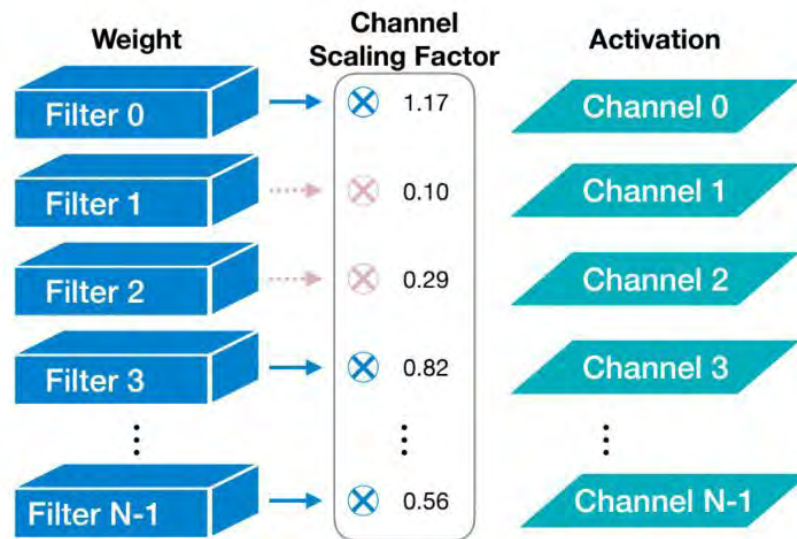 Weight
Channel
Scaling Factor
Activation
Filter 0
1.17
Channel 0
Filter 1
0.10
Channel 1
Filter 2
0.29
Channel 2
Filter 3
0.82
Channel 3
Filter N-1
0.56
Channel N-1